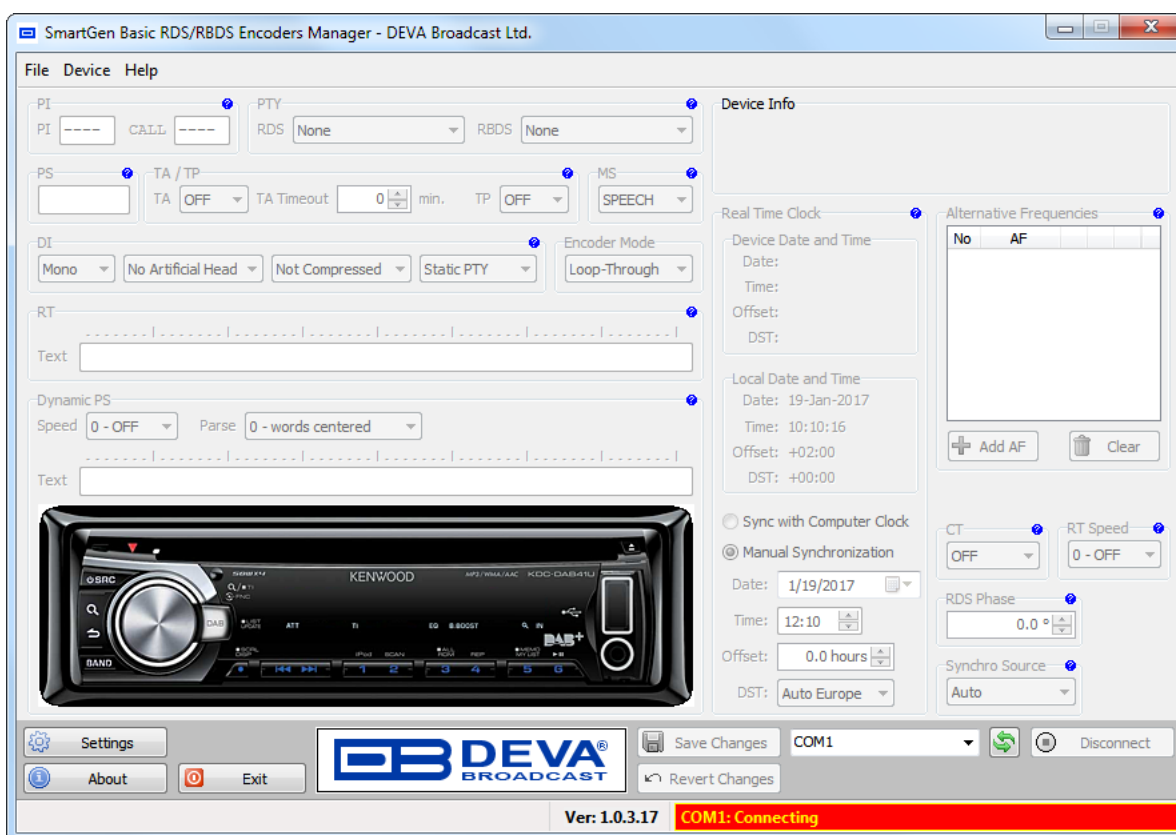 SmartGen Basic RDS/RBDS Encoders Manager - DEVA Broadcast Ltd.
File Device Help
PI
PI ---- CALL ----
PTY
RDS None RBDS None
PS
TA / TP
TA OFF TA Timeout 0 min. TP OFF
MS
SPEECH
DI
Mono No Artificial Head Not Compressed Static PTY
Encoder Mode
Loop-Through
RT
Text
Dynamic PS
Speed 0 - OFF Parse 0 - words centered
Text
SRC
KENWOOD
MP3/WMA/AAC KDC-DAB41U
DAB
ATT
TI
EQ B.BOOST
DAB+
BAND
iPod SCAN
1 2 3 4 5 6
Device Info
Real Time Clock
Device Date and Time
Date:
Time:
Offset:
DST:
Local Date and Time
Date: 19-Jan-2017
Time: 10:10:16
Offset: +02:00
DST: +00:00
Sync with Computer Clock
Manual Synchronization
Date: 1/19/2017
Time: 12:10
Offset: 0.0 hours
DST: Auto Europe
Alternative Frequencies
No AF
Add AF Clear
CT
OFF
RT Speed
0 - OFF
RDS Phase
0.0 °
Synchro Source
Auto
Settings
About Exit
DEVA®
BROADCAST
Save Changes COM1 Disconnect
Revert Changes
Ver: 1.0.3.17 COM1: Connecting